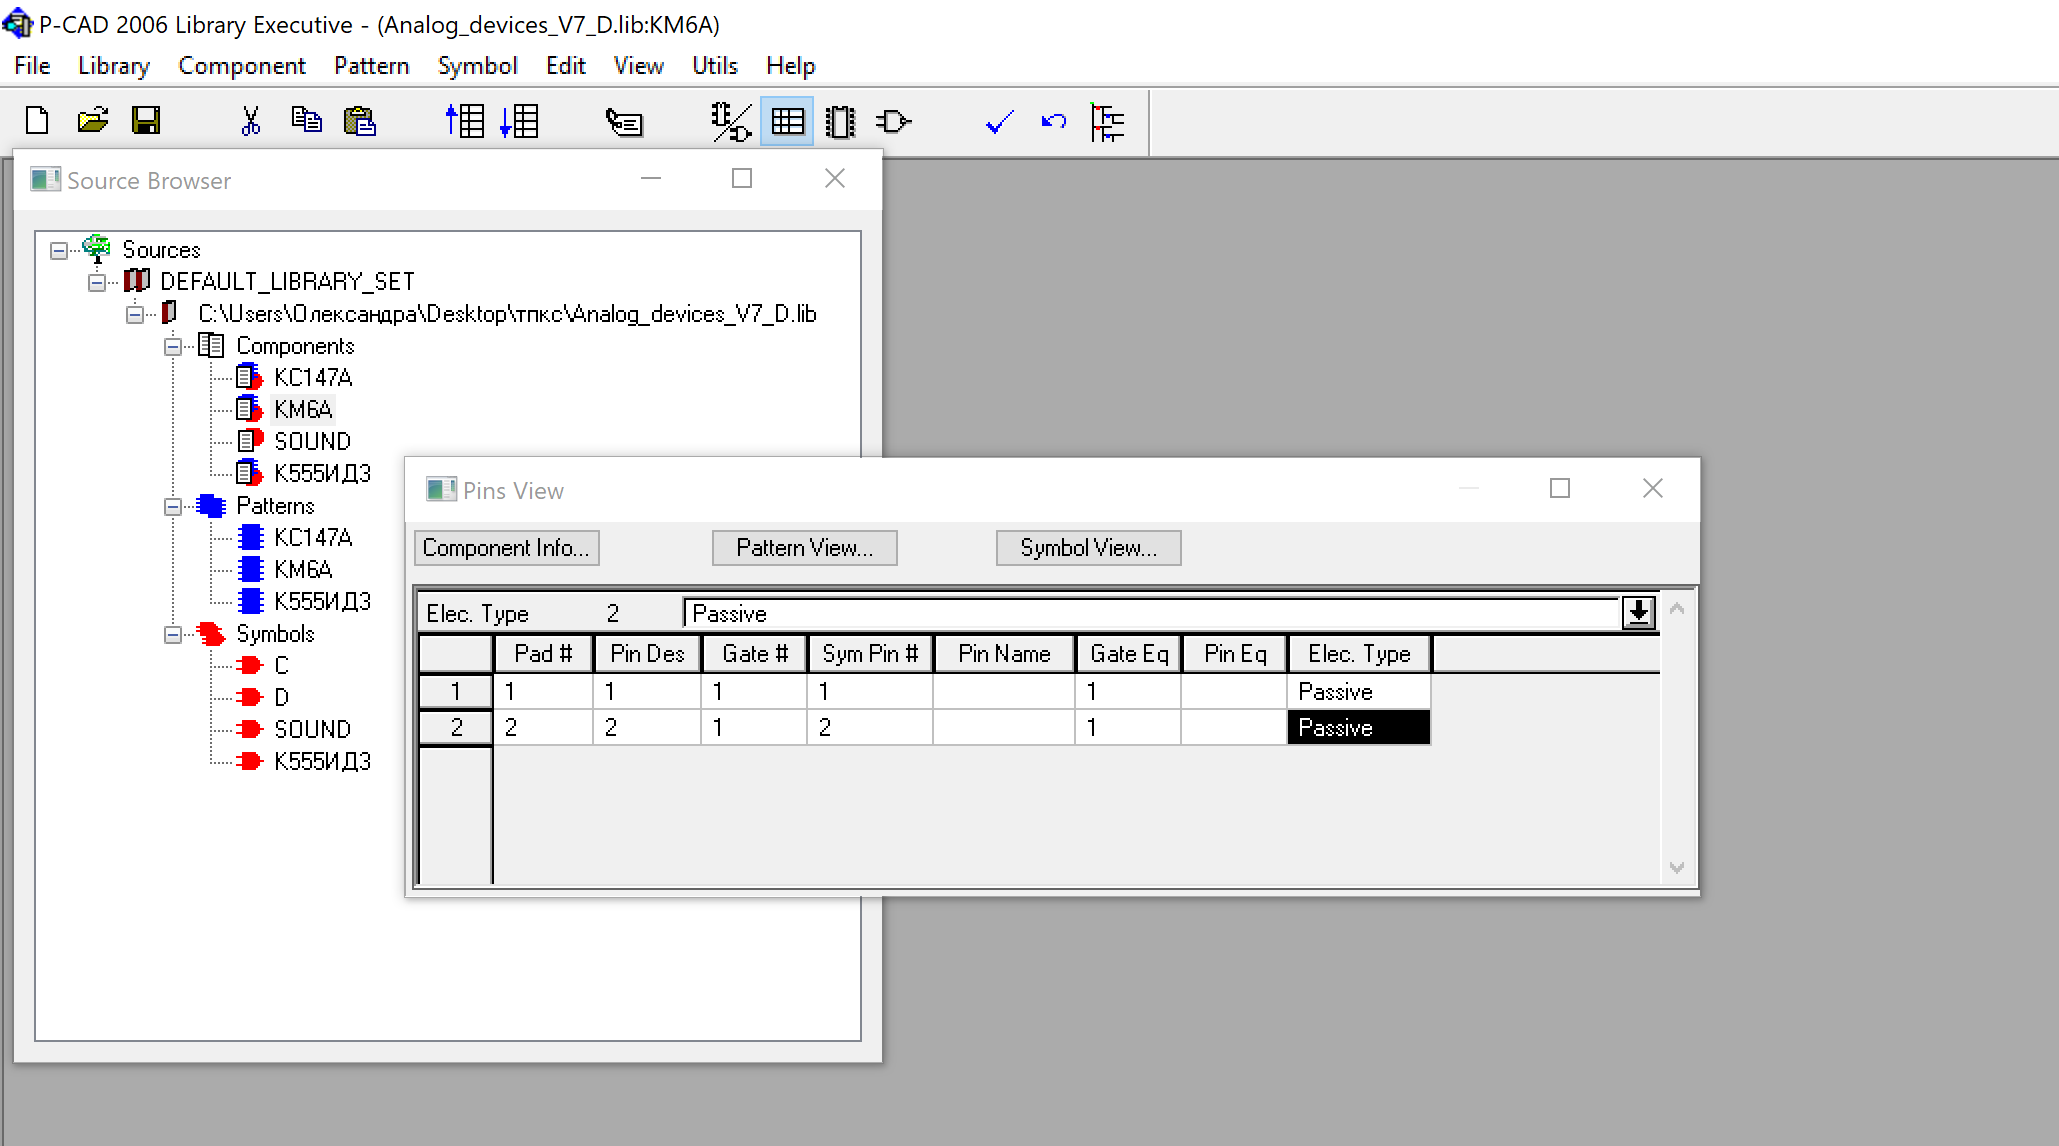 P-CAD 2006 Library Executive - (Analog_devices_V7_D.lib:KM6A)
File Library Component Pattern Symbol Edit View Utils Help
Source Browser
Sources
DEFAULT_LIBRARY_SET
C:\Users\Олександра\Desktop\тпкс\Analog_devices_V7_D.lib
Components
KC147A
KM6A
SOUND
К555ИД3
Patterns
KC147A
KM6A
К555ИД3
Symbols
C
D
SOUND
К555ИД3
Pins View
Component Info... Pattern View... Symbol View...
Elec. Type 2 Passive
Pad # Pin Des Gate # Sym Pin # Pin Name Gate Eq Pin Eq Elec. Type
1 1 1 1 1 1 Passive
2 2 2 1 2 1 Passive